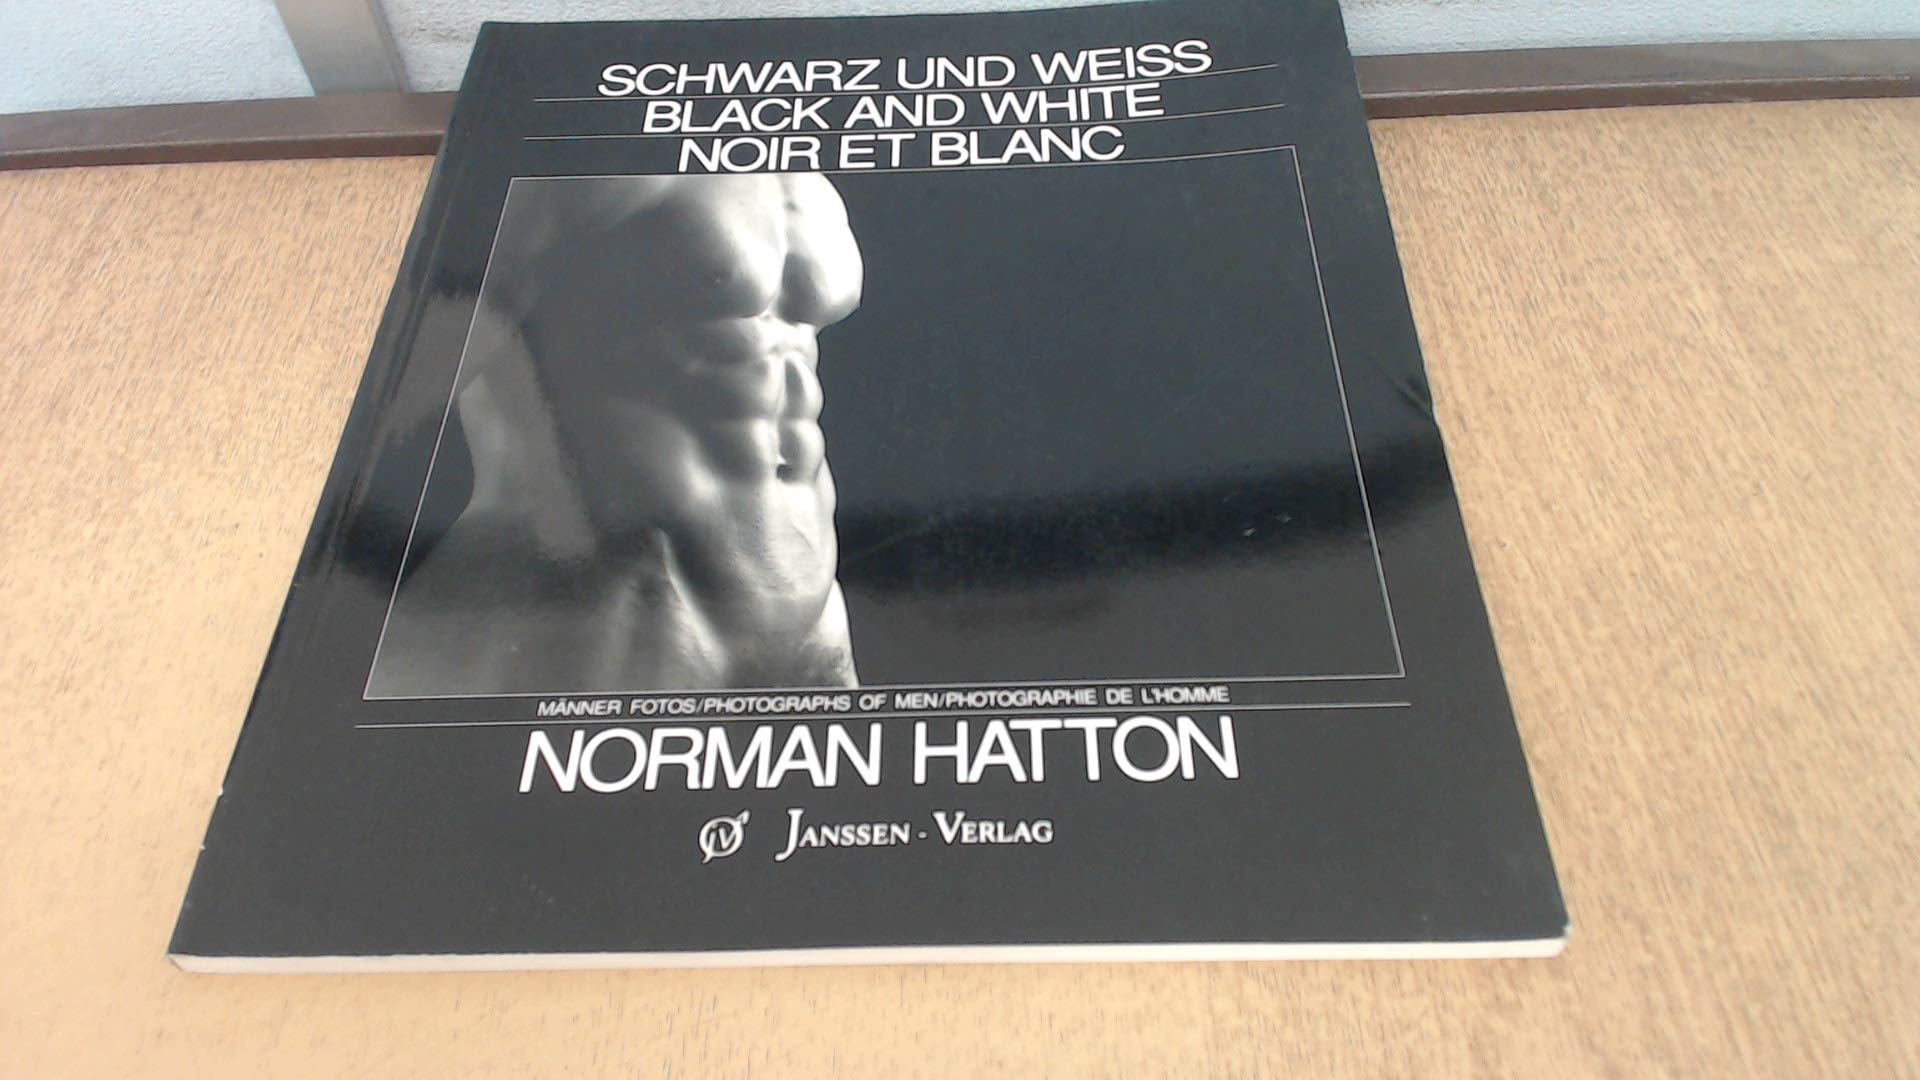 SCHWARZ UND WEISS
BLACK AND WHITE
NOIR ET BLANC
MÄNNER FOTOS/PHOTOGRAPHS OF MEN/PHOTOGRAPHIE DE L'HOMME
NORMAN HATTON
JV JANSSEN - VERLAG